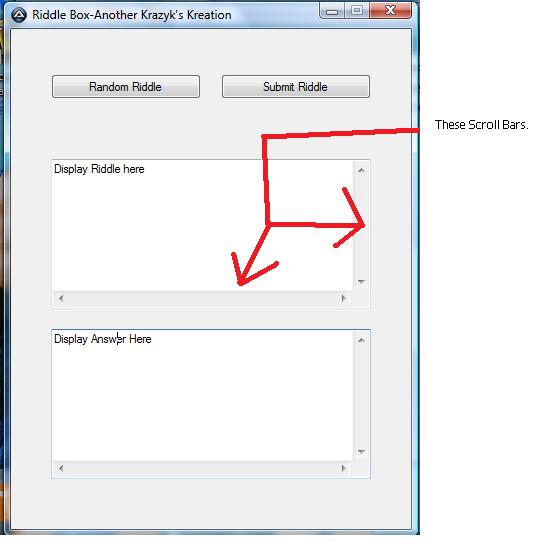 Riddle Box-Another Krazyk's Kreation
Random Riddle
Submit Riddle
These Scroll Bars.
Display Riddle here
Display Answer Here